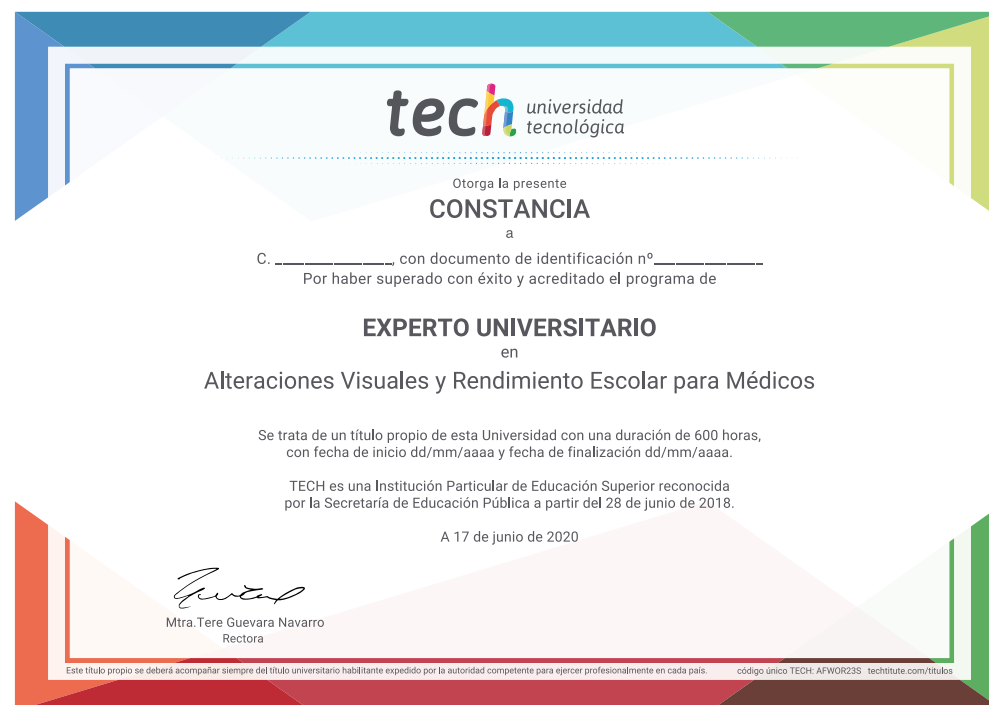 tech universidad
tecnológica
Otorga la presente
CONSTANCIA
a
C. ______________, con documento de identificación nº______________
Por haber superado con éxito y acreditado el programa de
EXPERTO UNIVERSITARIO
en
Alteraciones Visuales y Rendimiento Escolar para Médicos
Se trata de un título propio de esta Universidad con una duración de 600 horas,
con fecha de inicio dd/mm/aaaa y fecha de finalización dd/mm/aaaa.
TECH es una Institución Particular de Educación Superior reconocida
por la Secretaría de Educación Pública a partir del 28 de junio de 2018.
A 17 de junio de 2020
Mtra.Tere Guevara Navarro
Rectora
Este título propio se deberá acompañar siempre del título universitario habilitante expedido por la autoridad competente para ejercer profesionalmente en cada país. código único TECH: AFWOR23S techtitute.com/titulos